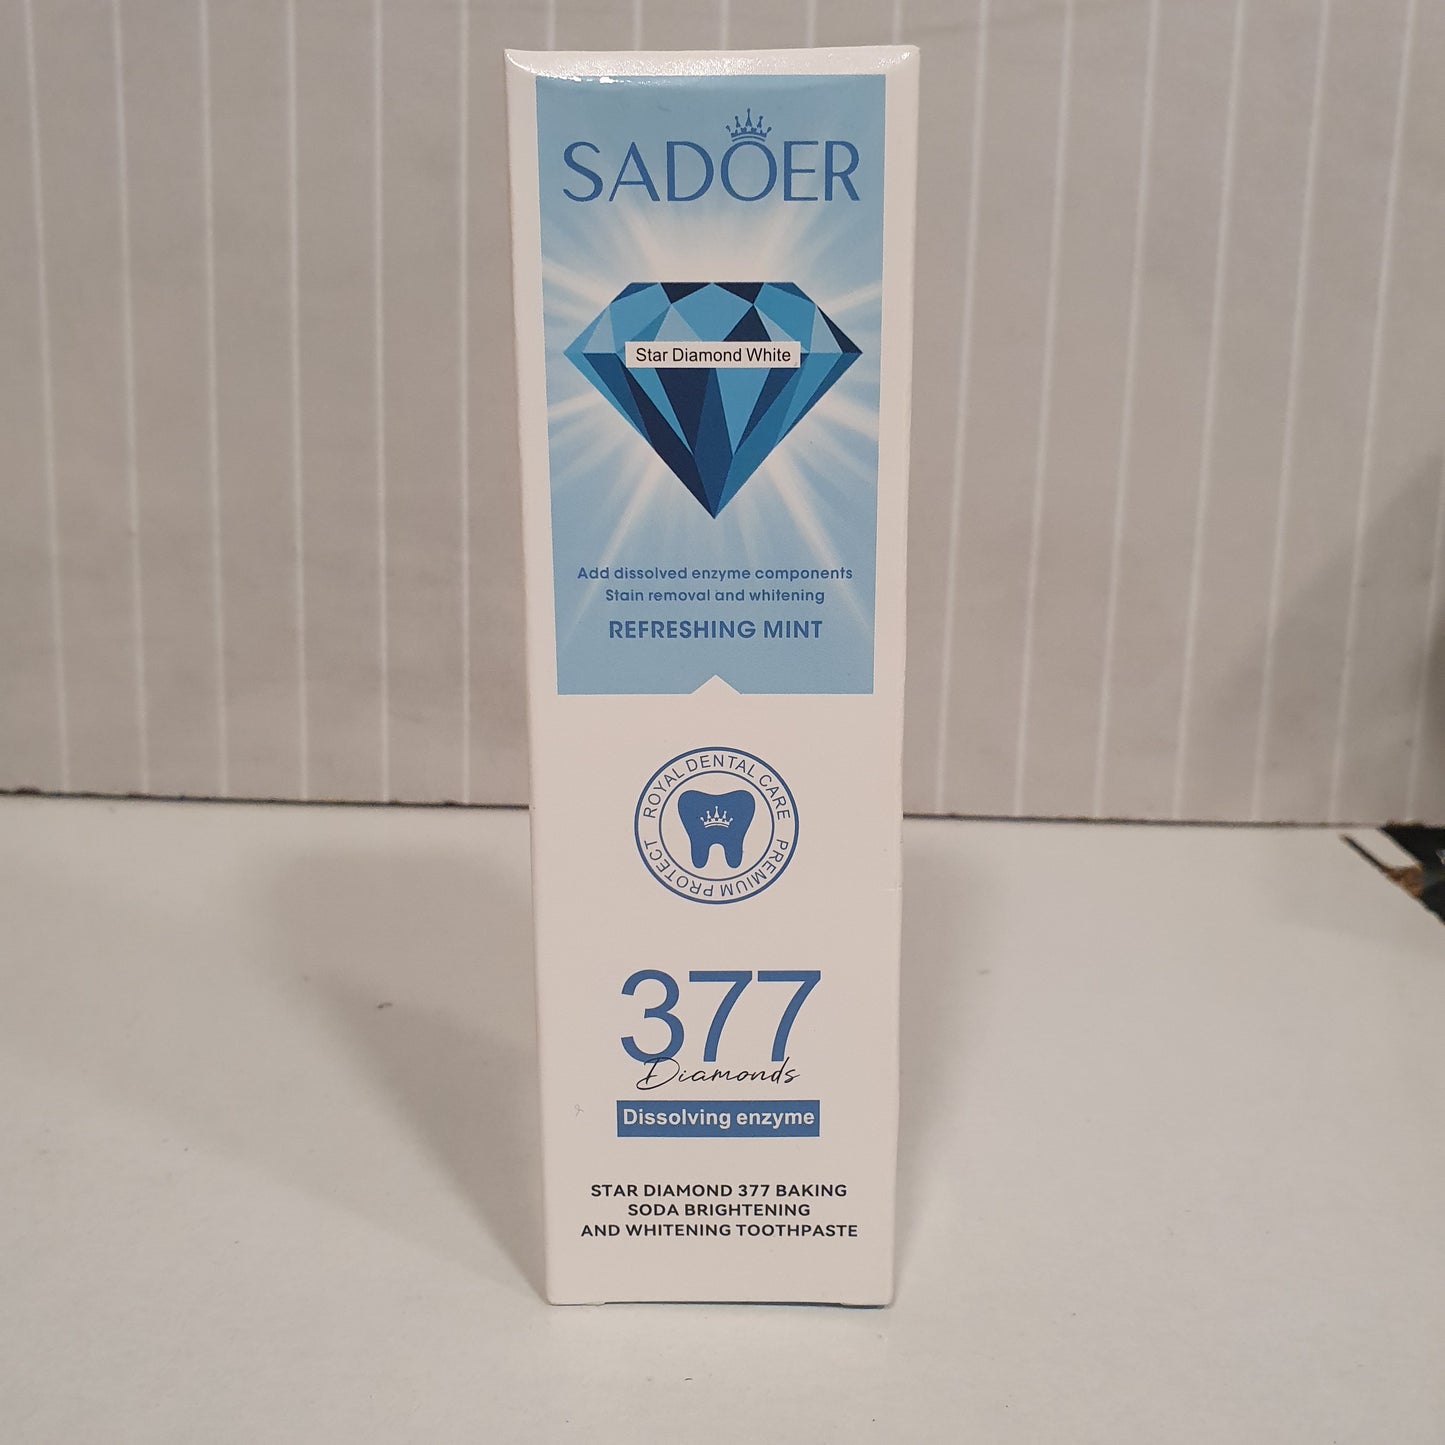 SADOER
Star Diamond White
Add dissolved enzyme components
Stain removal and whitening
REFRESHING MINT
ROYAL DENTAL CARE
PREMIUM PROTECT
377
Diamonds
Dissolving enzyme
STAR DIAMOND 377 BAKING
SODA BRIGHTENING
AND WHITENING TOOTHPASTE